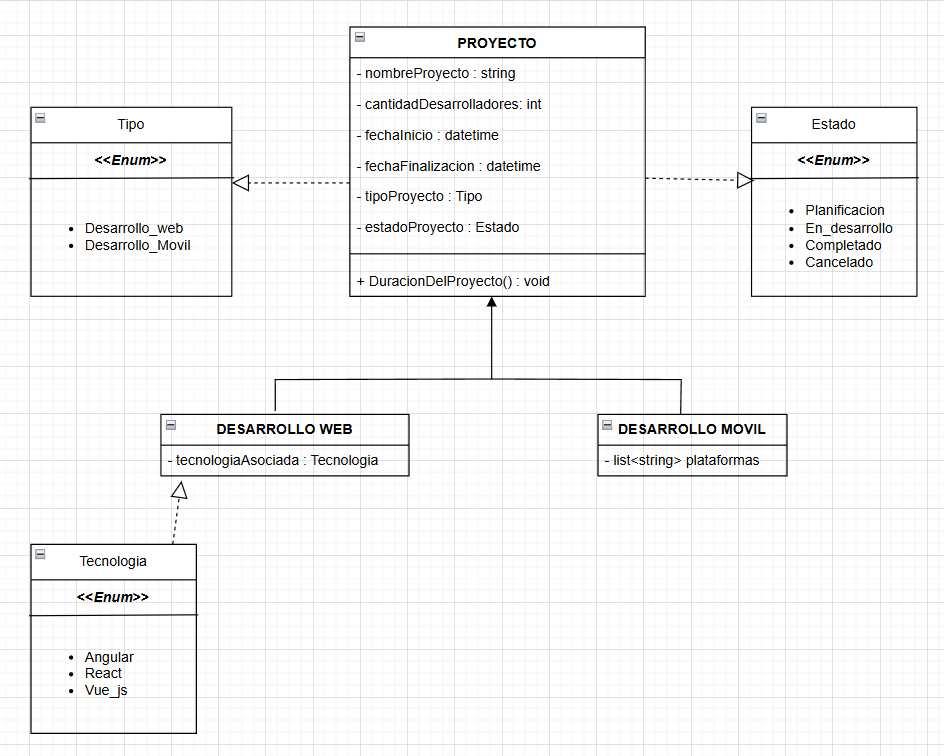 PROYECTO
- nombreProyecto : string
- cantidadDesarrolladores: int
- fechaInicio : datetime
- fechaFinalizacion : datetime
- tipoProyecto : Tipo
- estadoProyecto : Estado
+ DuracionDelProyecto() : void
Tipo
<<Enum>>
Desarrollo_web
Desarrollo_Movil
Estado
<<Enum>>
Planificacion
En_desarrollo
Completado
Cancelado
DESARROLLO WEB
- tecnologiaAsociada : Tecnologia
DESARROLLO MOVIL
- list<string> plataformas
Tecnologia
<<Enum>>
Angular
React
Vue_js